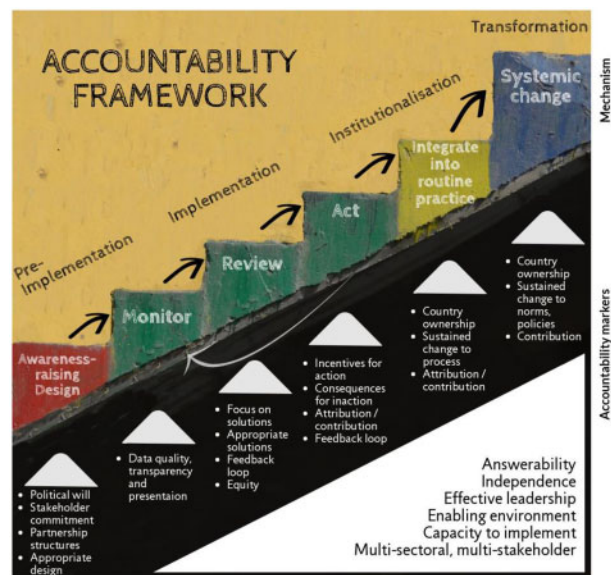 Transformation
ACCOUNTABILITY
FRAMEWORK
Mechanism
Systemic
change
Institutionalisation
Integrate
into
routine
practice
Implementation
Act
Review
Pre-
Implementation
Monitor
Awareness-
raising
Design
Accountability markers
• Country
ownership
• Sustained
change to
norms,
policies
• Contribution
• Country
ownership
• Sustained
change to
process
• Attribution /
contribution
• Incentives for
action
• Consequences
for inaction
• Attribution /
contribution
• Feedback loop
• Focus on
solutions
• Appropriate
solutions
• Feedback
loop
• Equity
• Data quality,
transparency
and
presentaion
• Political will
• Stakeholder
commitment
• Partnership
structures
• Appropriate
design
Answerability
Independence
Effective leadership
Enabling environment
Capacity to implement
Multi-sectoral, multi-stakeholder